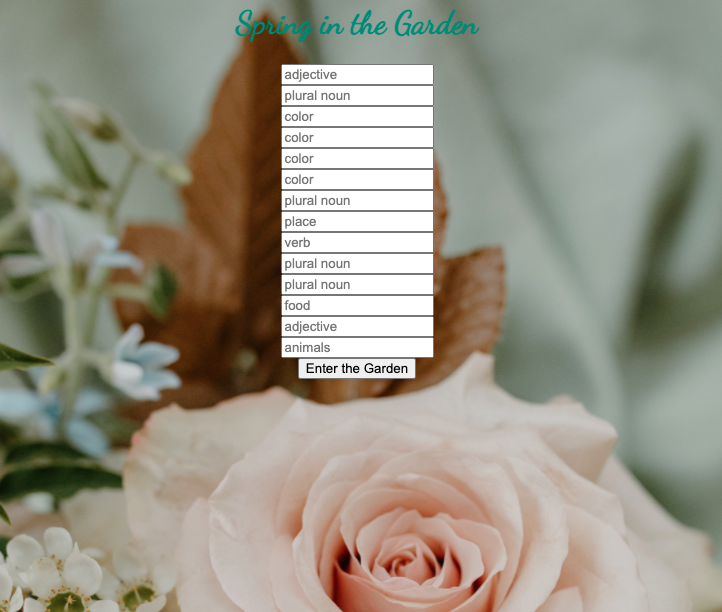 Spring in the Garden
adjective
plural noun
color
color
color
color
plural noun
place
verb
plural noun
plural noun
food
adjective
animals
Enter the Garden